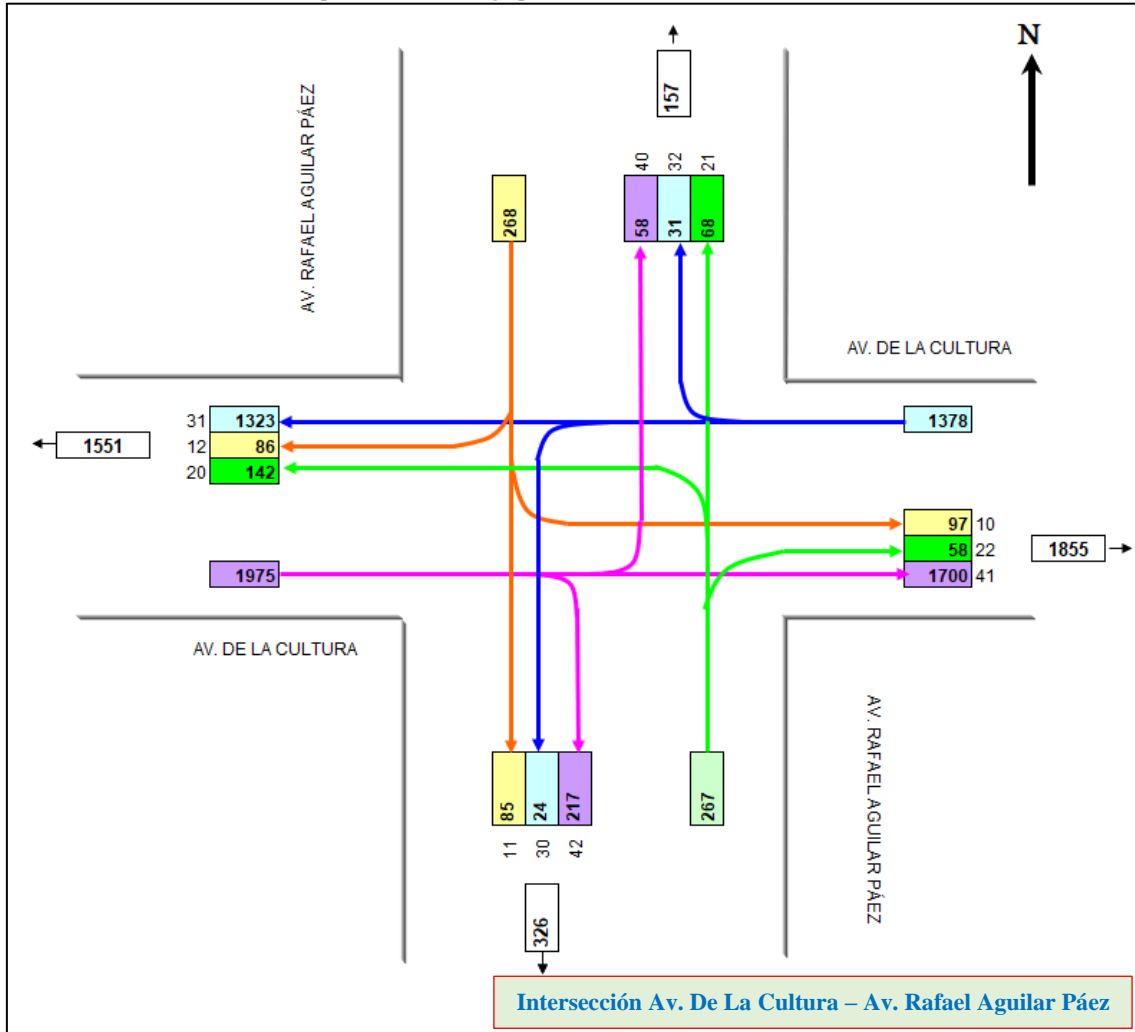 N
157
40 32 21
58 31 68
268
AV. RAFAEL AGUILAR PÁEZ
AV. DE LA CULTURA
31 1323
12 86
20 142
1551
1378
97 10
58 22
1700 41
1855
1975
AV. DE LA CULTURA
AV. RAFAEL AGUILAR PÁEZ
85 24 217
267
11 30 42
326
Intersección Av. De La Cultura – Av. Rafael Aguilar Páez